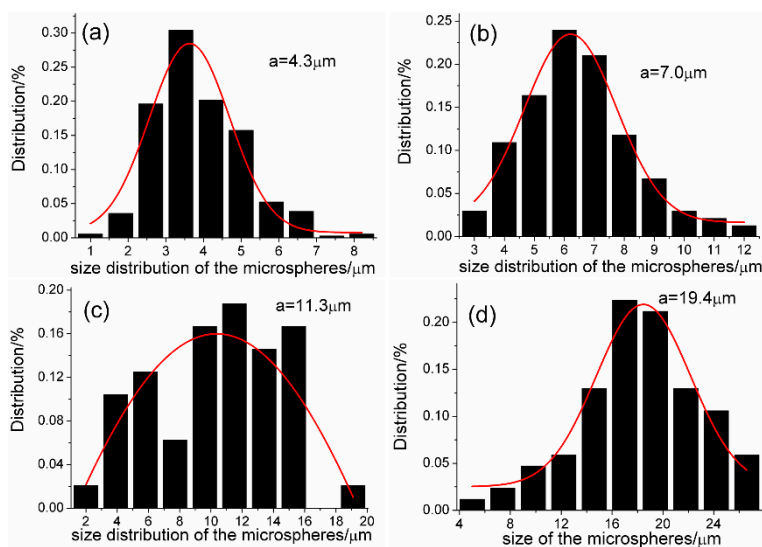 (a)
a=4.3μm
Distribution/%
0.30
0.25
0.20
0.15
0.10
0.05
0.00
1 2 3 4 5 6 7 8
size distribution of the microspheres/μm
(b)
a=7.0μm
Distribution/%
0.25
0.20
0.15
0.10
0.05
0.00
3 4 5 6 7 8 9 10 11 12
size distribution of the microspheres/μm
(c)
a=11.3μm
Distribution/%
0.20
0.16
0.12
0.08
0.04
0.00
2 4 6 8 10 12 14 16 18 20
size distribution of the microspheres/μm
(d)
a=19.4μm
Distribution/%
0.20
0.15
0.10
0.05
0.00
4 8 12 16 20 24
size of the microspheres/μm